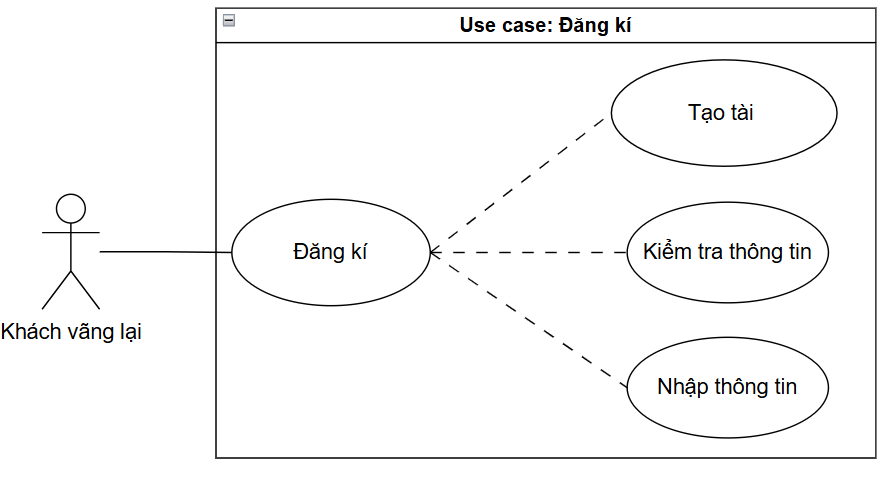 Use case: Đăng kí
Tạo tài
Đăng kí
Kiểm tra thông tin
Khách vãng lại
Nhập thông tin